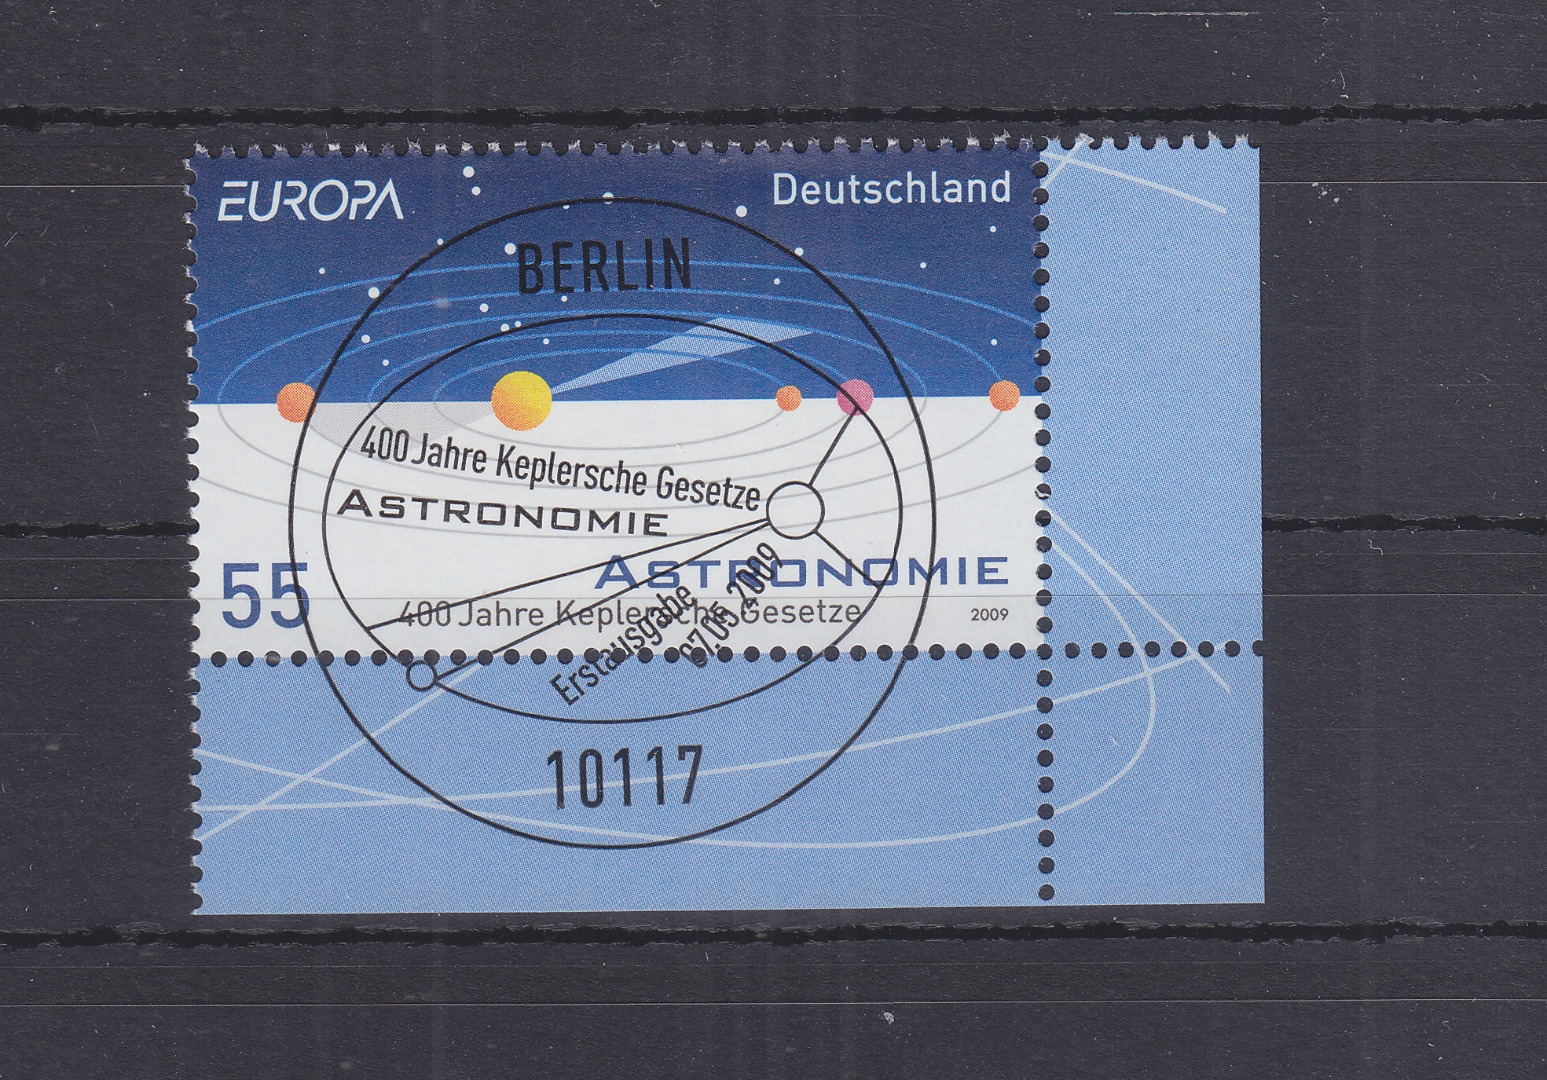 EUROPA
Deutschland
BERLIN
400 Jahre Keplersche Gesetze
ASTRONOMIE
55
ASTRONOMIE
400 Jahre Keplersche Gesetze
2009
Erstausgabe
07.05.2009
10117